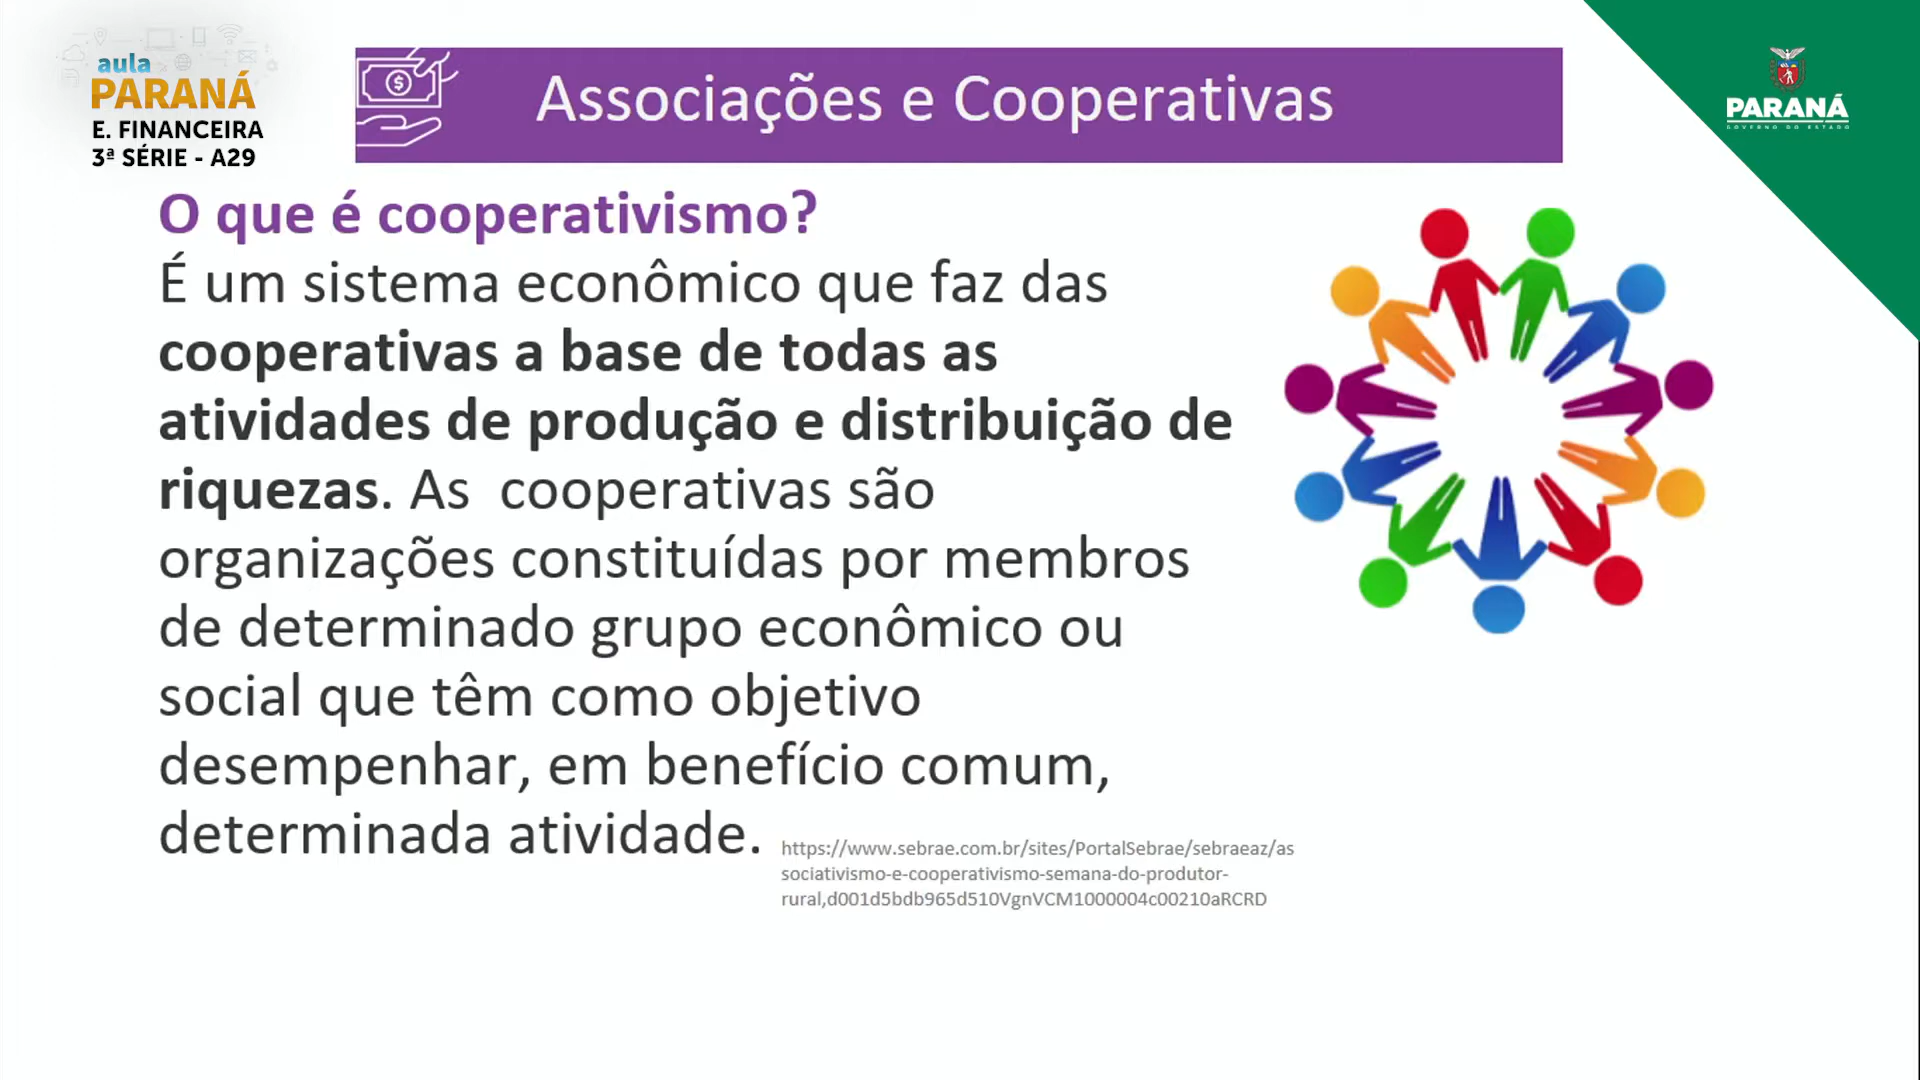 aula
PARANÁ
E. FINANCEIRA
3ª SÉRIE - A29
Associações e Cooperativas
PARANÁ
GOVERNO DO ESTADO
O que é cooperativismo?
É um sistema econômico que faz das
cooperativas a base de todas as
atividades de produção e distribuição de
riquezas. As  cooperativas são
organizações constituídas por membros
de determinado grupo econômico ou
social que têm como objetivo
desempenhar, em benefício comum,
determinada atividade.
https://www.sebrae.com.br/sites/PortalSebrae/sebraeaz/as
sociativismo-e-cooperativismo-semana-do-produtor-
rural,d001d5bdb965d510VgnVCM1000004c00210aRCRD